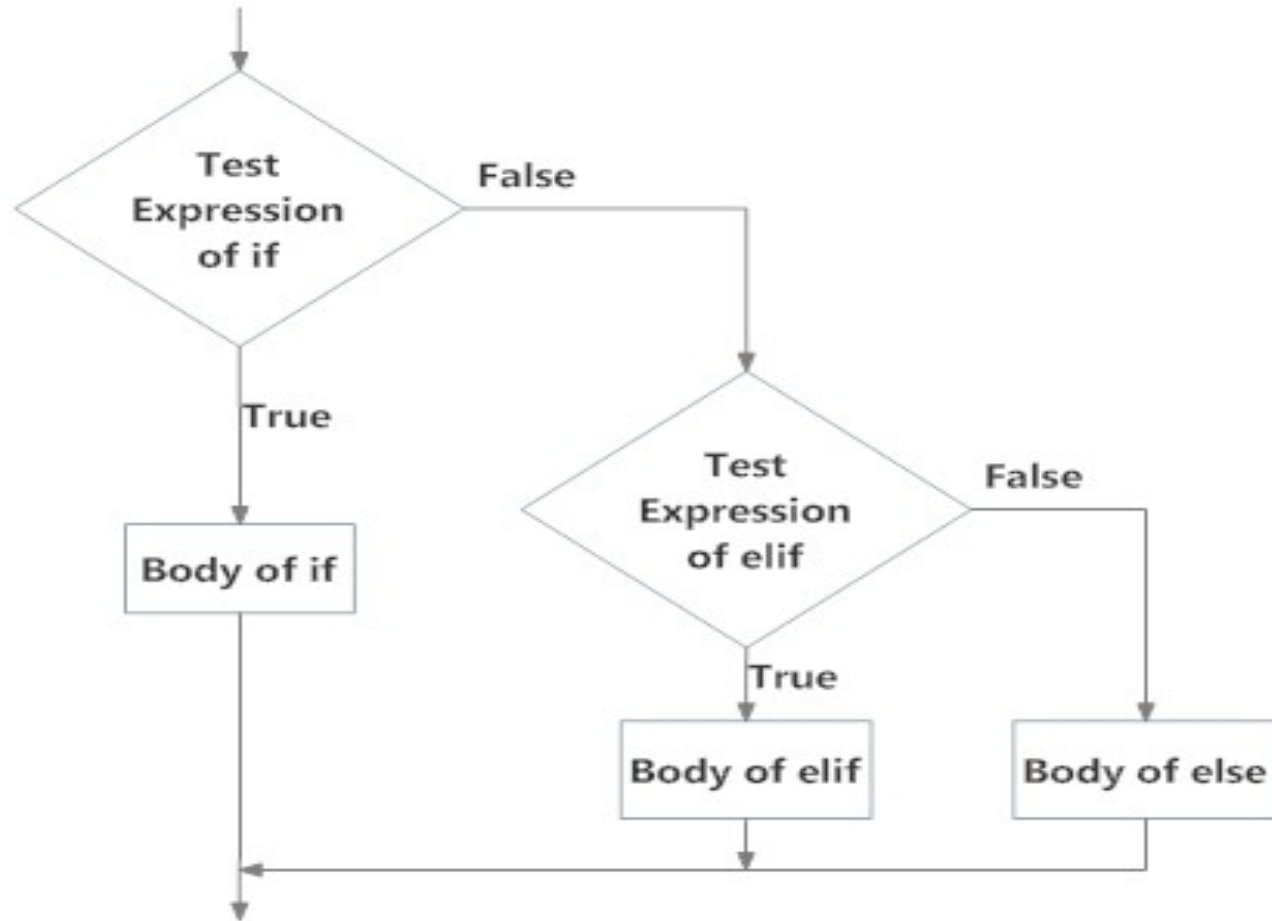 Test
Expression
of if
False
True
Body of if
Test
Expression
of elif
False
True
Body of elif
Body of else